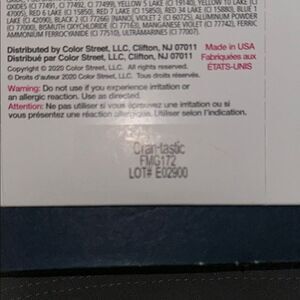 OXIDES (CI 77491, CI 77492, CI 77499), YELLOW 5 LAKE (CI 19140), YELLOW 10 LAKE (CI
47005), RED 6 LAKE (CI 15850), RED 7 LAKE (CI 15850), RED 34 LAKE (CI 15880), BLUE 1
LAKE (CI 42090), BLACK 2 (CI 77266) [NANO], VIOLET 2 (CI 60725), ALUMINUM POWDER
(CI 77000), BISMUTH OXYCHLORIDE (CI 77163), MANGANESE VIOLET (CI 77742), FERRIC
AMMONIUM FERROCYANIDE (CI 77510), ULTRAMARINES (CI 77007).
Distributed by Color Street, LLC, Clifton, NJ 07011
Distribué par Color Street, LLC, Clifton, NJ 07011
Made in USA
Fabriquées aux
ÉTATS-UNIS
Copyright © 2020 Color Street, LLC. All rights reserved.
© Droits d'auteur 2020 Color Street, LLC. Tous droits réservés.
Warning: Do not use if you experience irritation or
an allergic reaction. Use as directed.
Attention: Ne pas utiliser si vous éprouvez une irritation ou si
vous présentez une réaction allergique. Utiliser selon l'indication.
Cran-tastic
FMG172
LOT# E02900